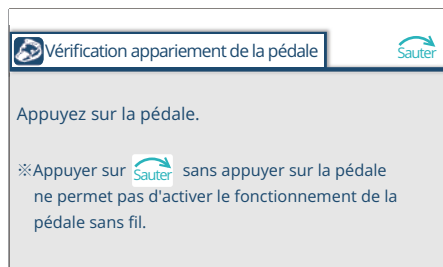 Vérification appariement de la pédale Sauter
Appuyez sur la pédale.
※Appuyer sur Sauter sans appuyer sur la pédale
ne permet pas d'activer le fonctionnement de la
pédale sans fil.